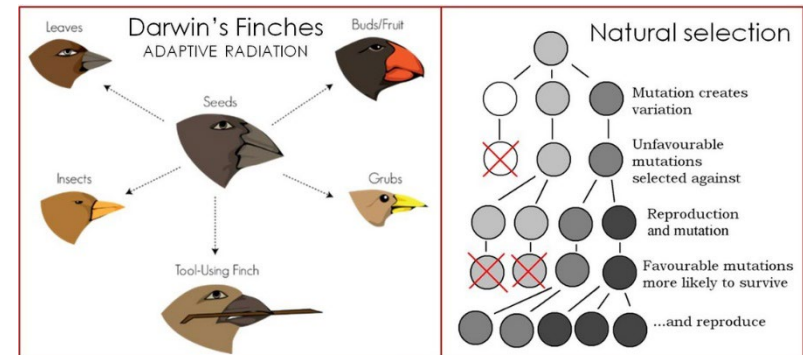 Darwin's Finches
ADAPTIVE RADIATION
Leaves
Buds/Fruit
Seeds
Insects
Grubs
Tool-Using Finch
Natural selection
Mutation creates
variation
Unfavourable
mutations
selected against
Reproduction
and mutation
Favourable mutations
more likely to survive
...and reproduce